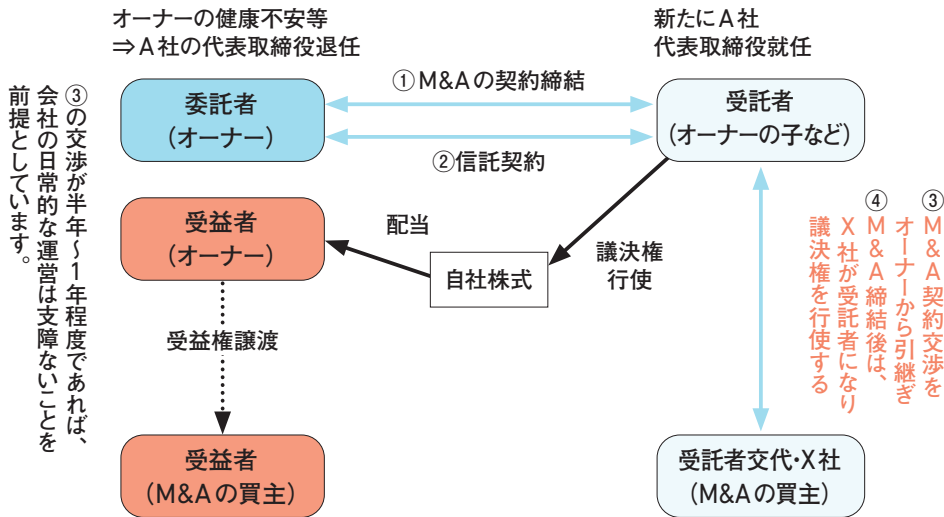 オーナーの健康不安等
⇒A社の代表取締役退任
新たにA社
代表取締役就任
委託者
(オーナー)
①M&Aの契約締結
②信託契約
受託者
(オーナーの子など)
受益者
(オーナー)
配当
自社株式
議決権
行使
受益権譲渡
受益者
(M&Aの買主)
受託者交代・X社
(M&Aの買主)
③M&A契約交渉を
オーナーから引継ぎ
④M&A締結後は、
X社が受託者になり
議決権を行使する
③の交渉が半年～1年程度であれば、
会社の日常的な運営は支障ないことを
前提としています。